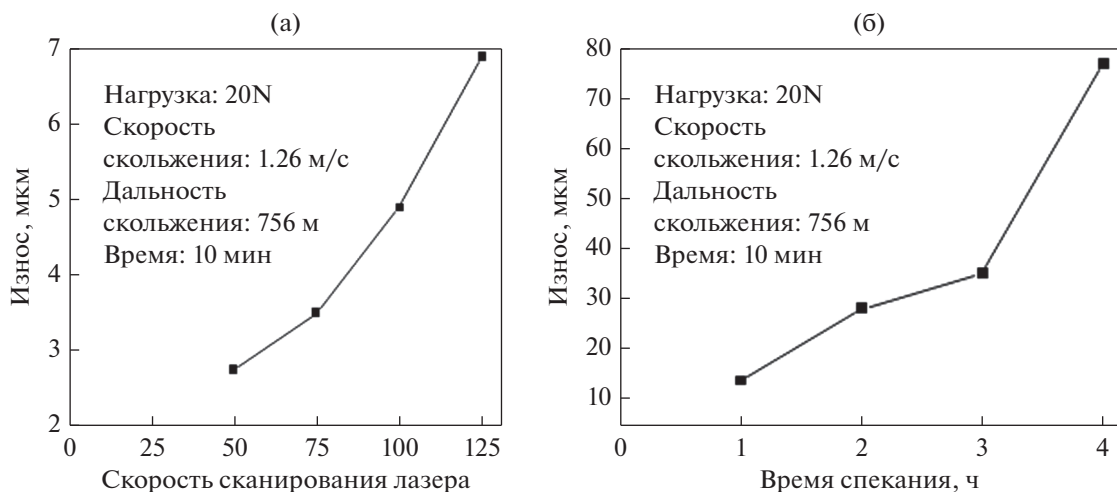 (а)
7
6
5
4
3
2
Износ, мкм
Нагрузка: 20N
Скорость
скольжения: 1.26 м/с
Дальность
скольжения: 756 м
Время: 10 мин
0 25 50 75 100 125
Скорость сканирования лазера
(б)
80
70
60
50
40
30
20
10
Износ, мкм
Нагрузка: 20N
Скорость
скольжения: 1.26 м/с
Дальность
скольжения: 756 м
Время: 10 мин
0 1 2 3 4
Время спекания, ч